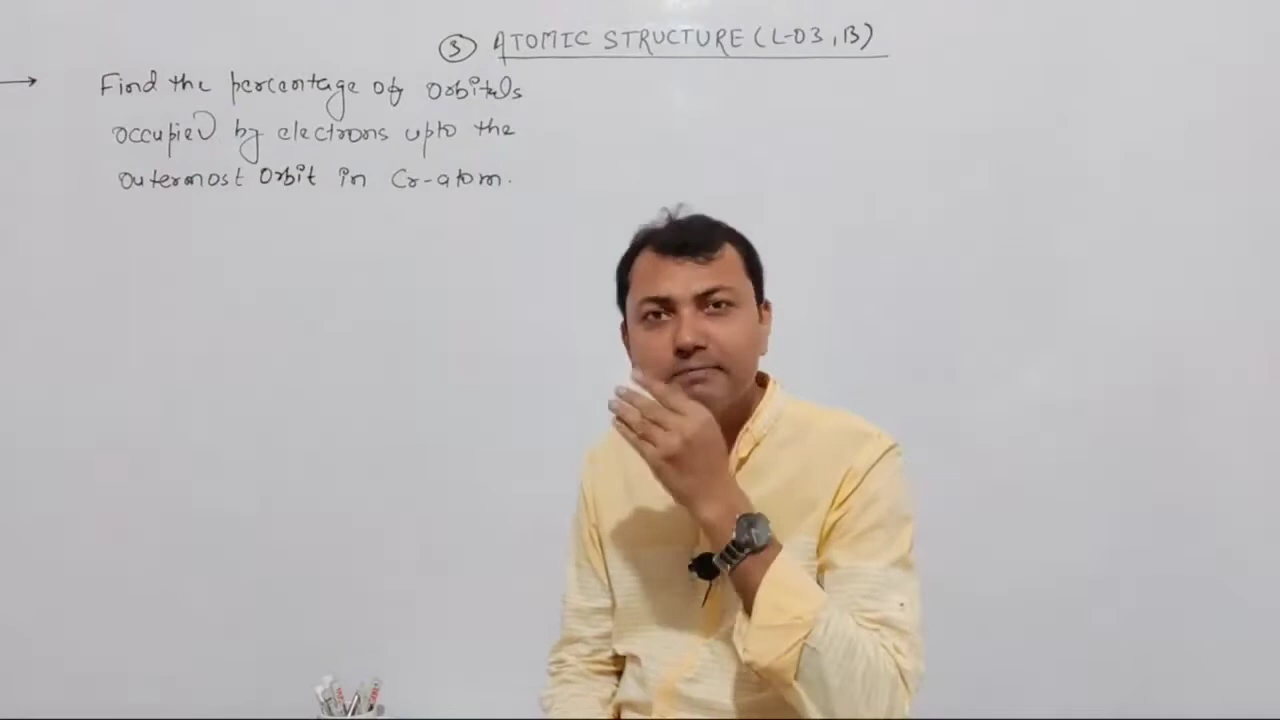 ③ ATOMIC STRUCTURE (L-03, B)
→ Find the percentage of orbitals
occupied by electrons upto the
outermost orbit in Cr-atom.